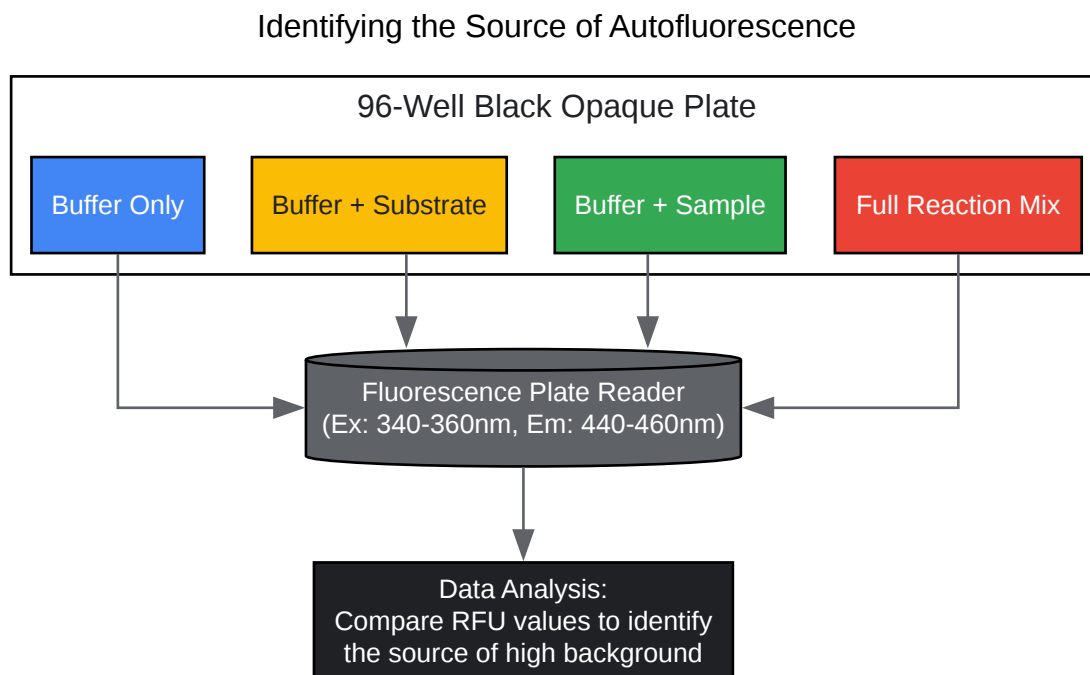 Identifying the Source of Autofluorescence
96-Well Black Opaque Plate
Buffer Only
Buffer + Substrate
Buffer + Sample
Full Reaction Mix
Fluorescence Plate Reader
(Ex: 340-360nm, Em: 440-460nm)
Data Analysis:
Compare RFU values to identify
the source of high background